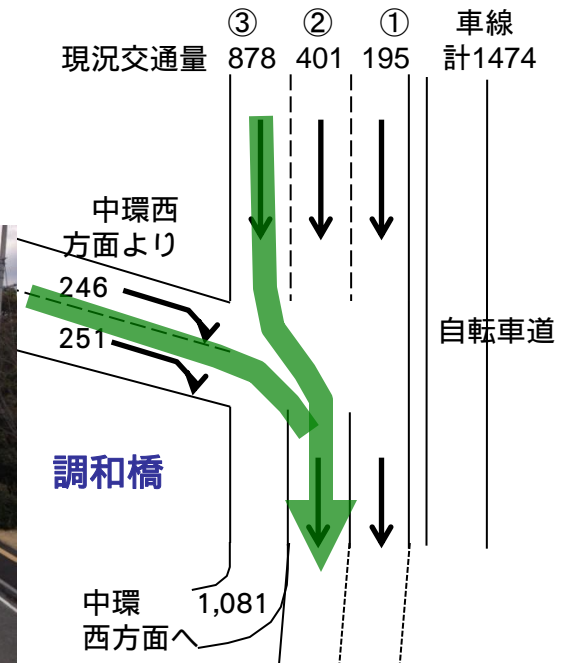 ③ ② ① 車線
現況交通量 878 401 195 計1474
中環西
方面より
246
251
自転車道
調和橋
中環 1,081
西方面へ